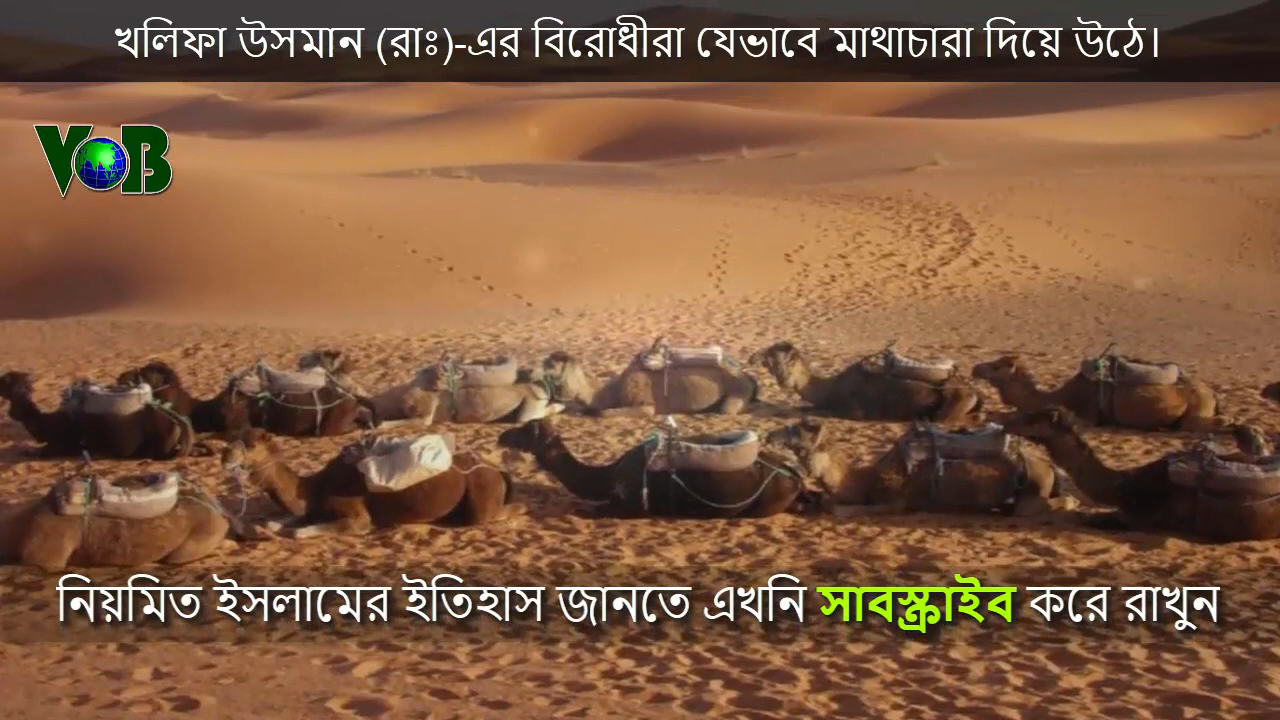 খলিফা উসমান (রাঃ)-এর বিরোধীরা যেভাবে মাথাচারা দিয়ে উঠে।
VOB
নিয়মিত ইসলামের ইতিহাস জানতে এখনি সাবস্ক্রাইব করে রাখুন